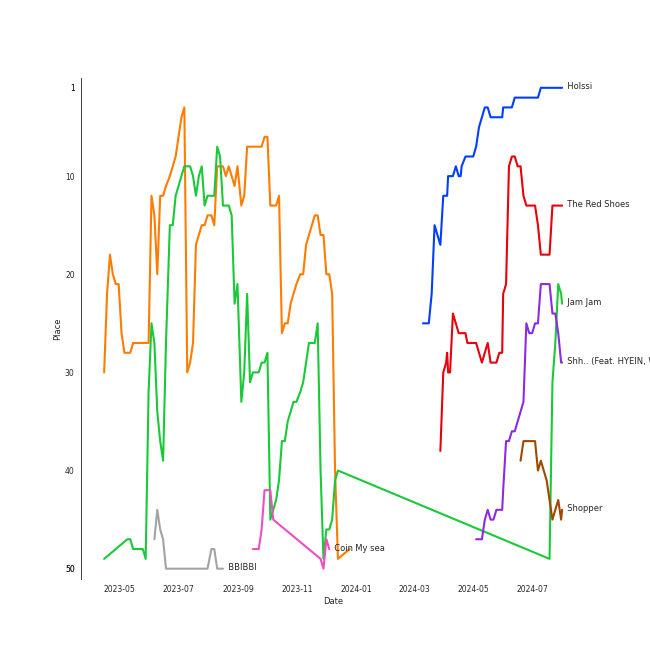 1
Holssi
10
The Red Shoes
20
Jam Jam
Place
30
Shh.. (Feat. HYEIN,
40
Shopper
Coin My sea
50
BBIBBI
2023-05
2023-07
2023-09
2023-11
2024-01
2024-03
2024-05
2024-07
Date